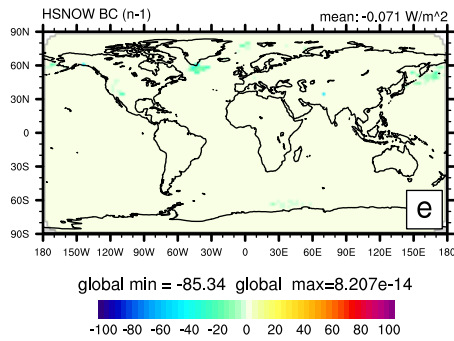 HSNOW BC (n-1) mean: -0.071 W/m^2
90N
60N
30N
0
30S
60S
90S
e
180 150W 120W 90W 60W 30W 0 30E 60E 90E 120E 150E 180
global min = -85.34 global max=8.207e-14
-100 -80 -60 -40 -20 0 20 40 60 80 100